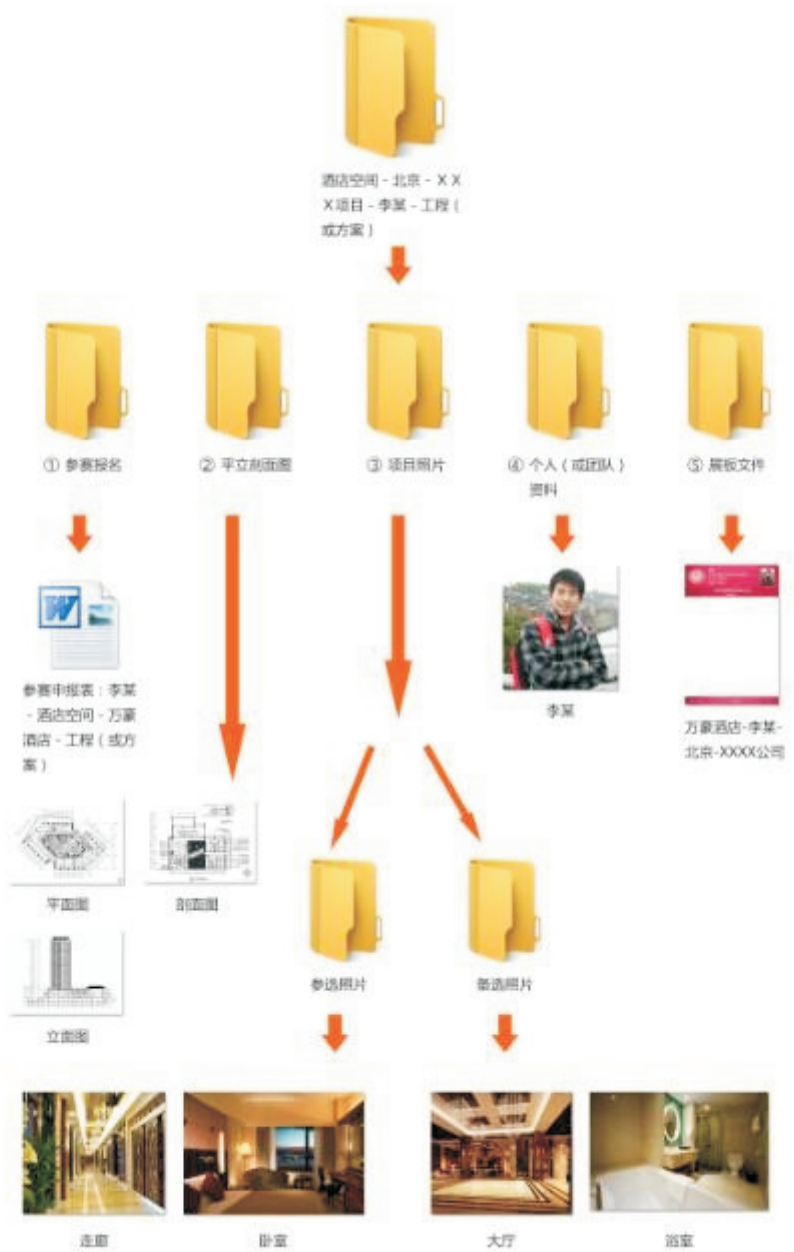 酒店空间 - 北京 - X X
X 项目 - 李某 - 工程（
或方案）
① 参赛报名
② 平立剖面图
③ 项目照片
④ 个人（或团队）
资料
⑤ 展板文件
参赛申报表：李某
- 酒店空间 - 万豪
酒店 - 工程（或方
案）
李某
万豪酒店-李某-
北京-XXXX公司
平面图
剖面图
立面图
参选照片
备选照片
走廊
卧室
大厅
浴室